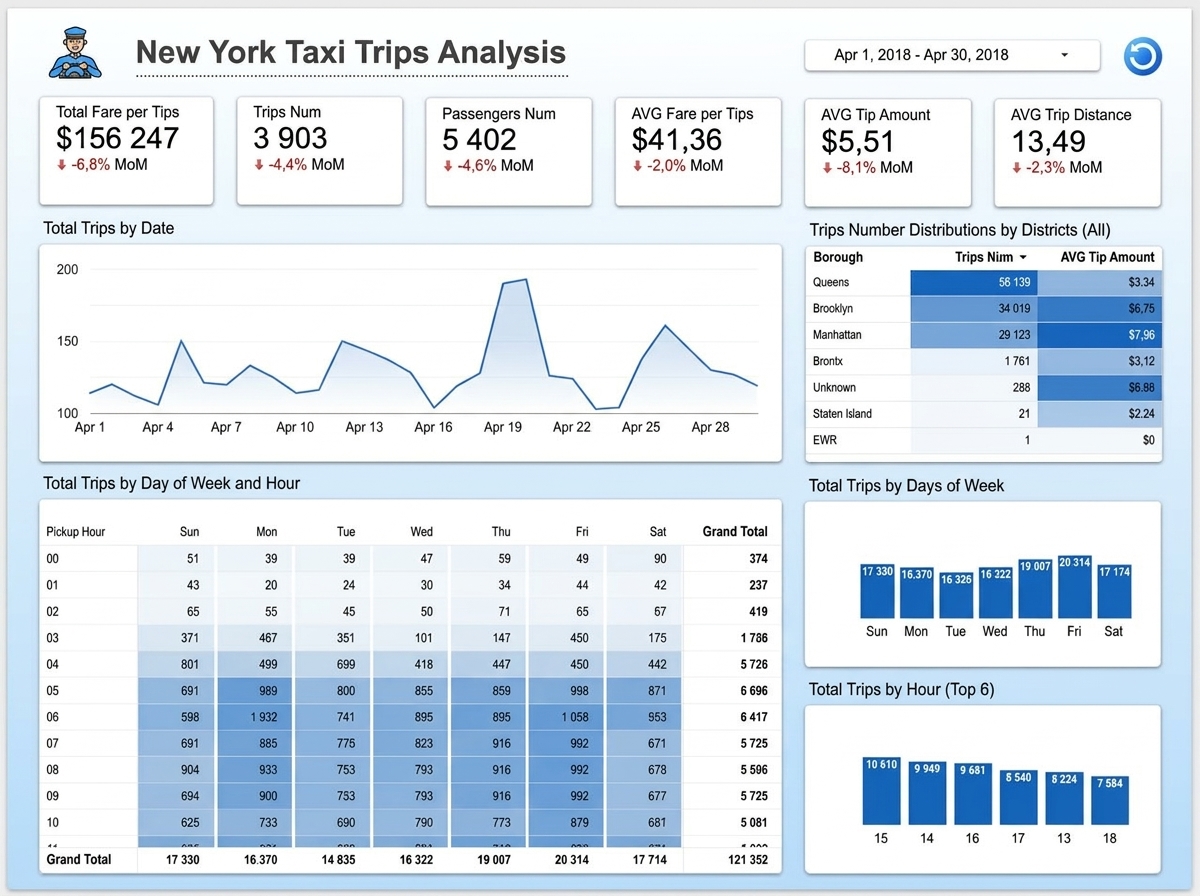 New York Taxi Trips Analysis
Apr 1, 2018 - Apr 30, 2018
Total Fare per Tips
$156 247
-6,8% MoM
Trips Num
3 903
-4,4% MoM
Passengers Num
5 402
-4,6% MoM
AVG Fare per Tips
$41,36
-2,0% MoM
AVG Tip Amount
$5,51
-8,1% MoM
AVG Trip Distance
13,49
-2,3% MoM
Total Trips by Date
200
150
100
Apr 1 Apr 4 Apr 7 Apr 10 Apr 13 Apr 16 Apr 19 Apr 22 Apr 25 Apr 28
Trips Number Distributions by Districts (All)
Borough Trips Nim AVG Tip Amount
Queens 56 139 $3.34
Brooklyn 34 019 $6,75
Manhattan 29 123 $7,96
Brontx 1 761 $3,12
Unknown 288 $6.88
Staten Island 21 $2.24
EWR 1 $0
Total Trips by Day of Week and Hour
Pickup Hour Sun Mon Tue Wed Thu Fri Sat Grand Total
00 51 39 39 47 59 49 90 374
01 43 20 24 30 34 44 42 237
02 65 55 45 50 71 65 67 419
03 371 467 351 101 147 450 175 1 786
04 801 499 699 418 447 450 442 5 726
05 691 989 800 855 859 998 871 6 696
06 598 1 932 741 895 895 1 058 953 6 417
07 691 885 775 823 916 992 671 5 725
08 904 933 753 793 916 992 678 5 596
09 694 900 753 793 916 992 677 5 725
10 625 733 690 790 773 879 681 5 081
Grand Total 17 330 16.370 14 835 16 322 19 007 20 314 17 714 121 352
Total Trips by Days of Week
17 330 16.370 16 326 16 322 19 007 20 314 17 174
Sun Mon Tue Wed Thu Fri Sat
Total Trips by Hour (Top 6)
10 610 9 949 9 681 8 540 8 224 7 584
15 14 16 17 13 18